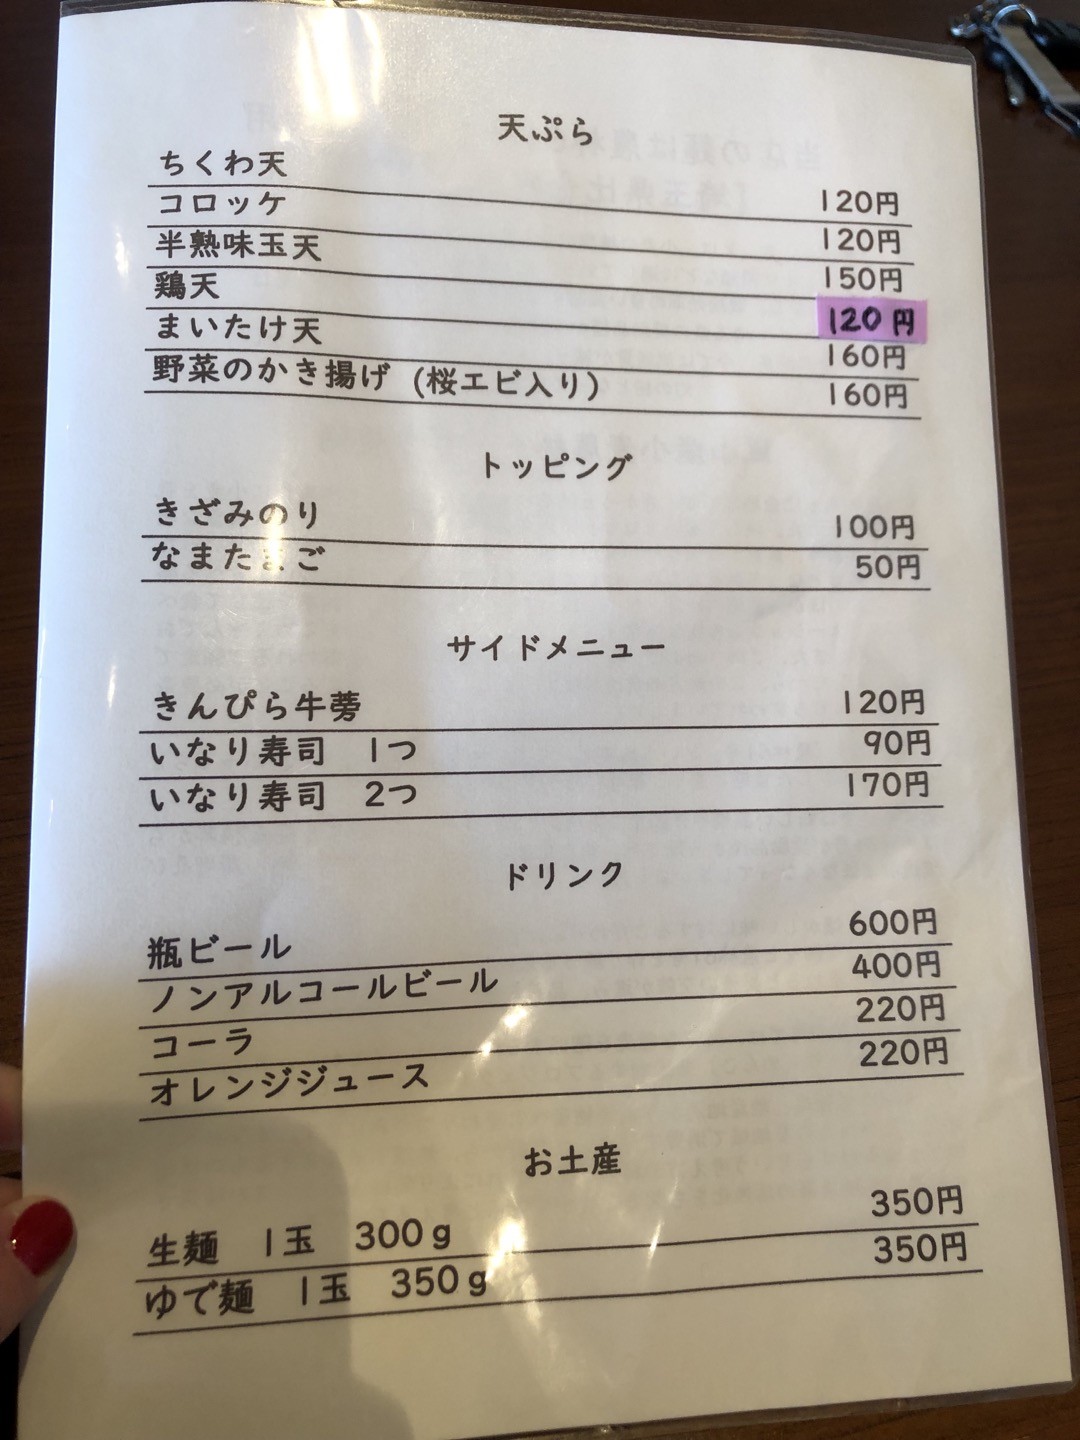 天ぷら
ちくわ天 120円
コロッケ 120円
半熟味玉天 150円
鶏天 120円
まいたけ天 160円
野菜のかき揚げ (桜エビ入り) 160円
トッピング
きざみのり 100円
なまたまご 50円
サイドメニュー
きんぴら牛蒡 120円
いなり寿司 1つ 90円
いなり寿司 2つ 170円
ドリンク
瓶ビール 600円
ノンアルコールビール 400円
コーラ 220円
オレンジジュース 220円
お土産
生麺 1玉 300g 350円
ゆで麺 1玉 350g 350円